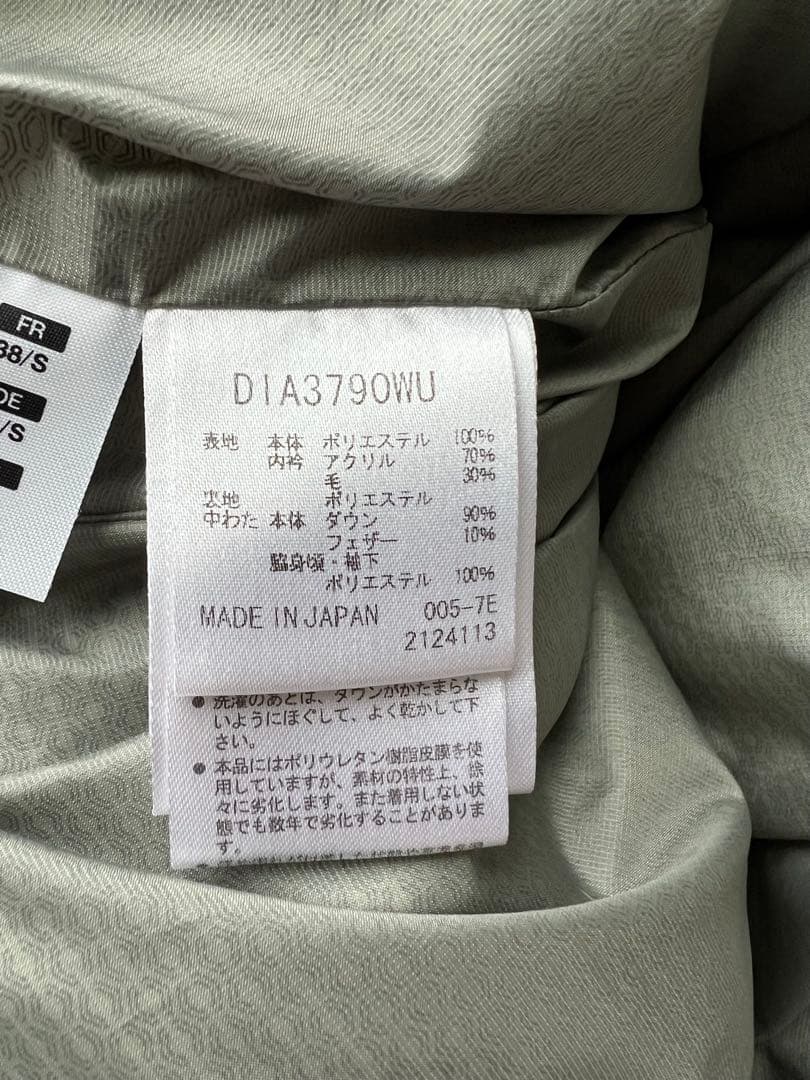 FR
38/S
DE
/S
DIA3790WU
表地 本体 ポリエステル 100%
内衿 アクリル 70%
毛 30%
裏地 ポリエステル 100%
中わた 本体 ダウン 90%
フェザー 10%
脇身頃・袖下
ポリエステル 100%
MADE IN JAPAN 005-7E
2124113
● 洗濯のあとは、ダウンがかたまらな
いようにほぐして、よく乾かして下
さい。
● 本品にはポリウレタン樹脂皮膜を使
用していますが、素材の特性上、除
々に劣化します。また着用しない状
態でも数年で劣化することがありま
す。